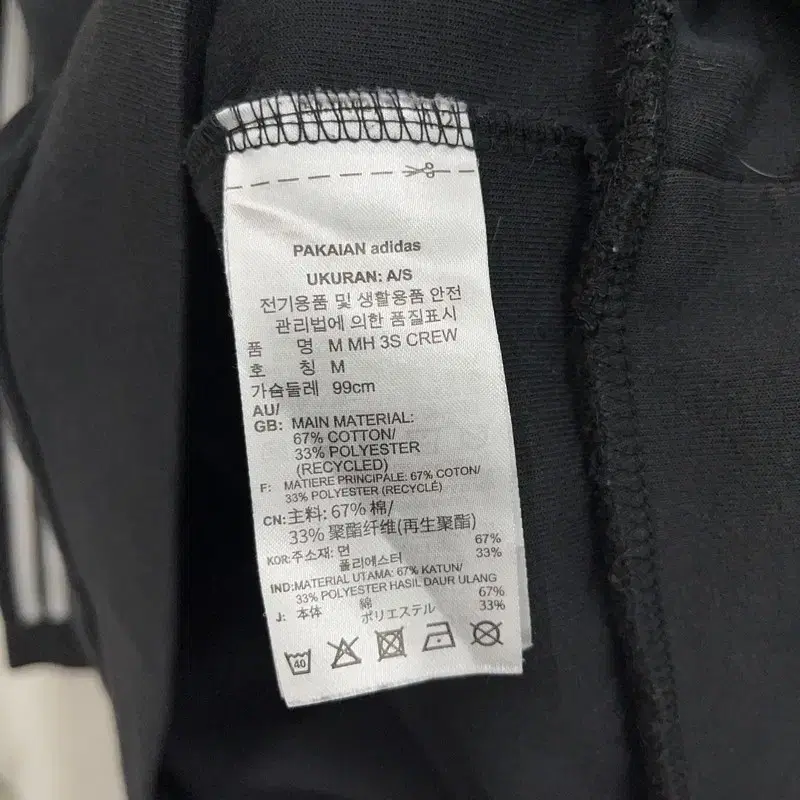 PAKAIAN adidas
UKURAN: A/S
전기용품 및 생활용품 안전
관리법에 의한 품질표시
품 명 M MH 3S CREW
호 칭 M
가슴둘레 99cm
AU/
GB: MAIN MATERIAL:
67% COTTON/
33% POLYESTER
(RECYCLED)
F: MATIERE PRINCIPALE: 67% COTON/
33% POLYESTER (RECYCLÉ)
CN:主料: 67% 棉/
33% 聚酯纤维(再生聚酯)
KOR:주소재: 면 67%
폴리에스터 33%
IND:MATERIAL UTAMA: 67% KATUN/
33% POLYESTER HASIL DAUR ULANG
J: 本体 綿 67%
ポリエステル 33%
40